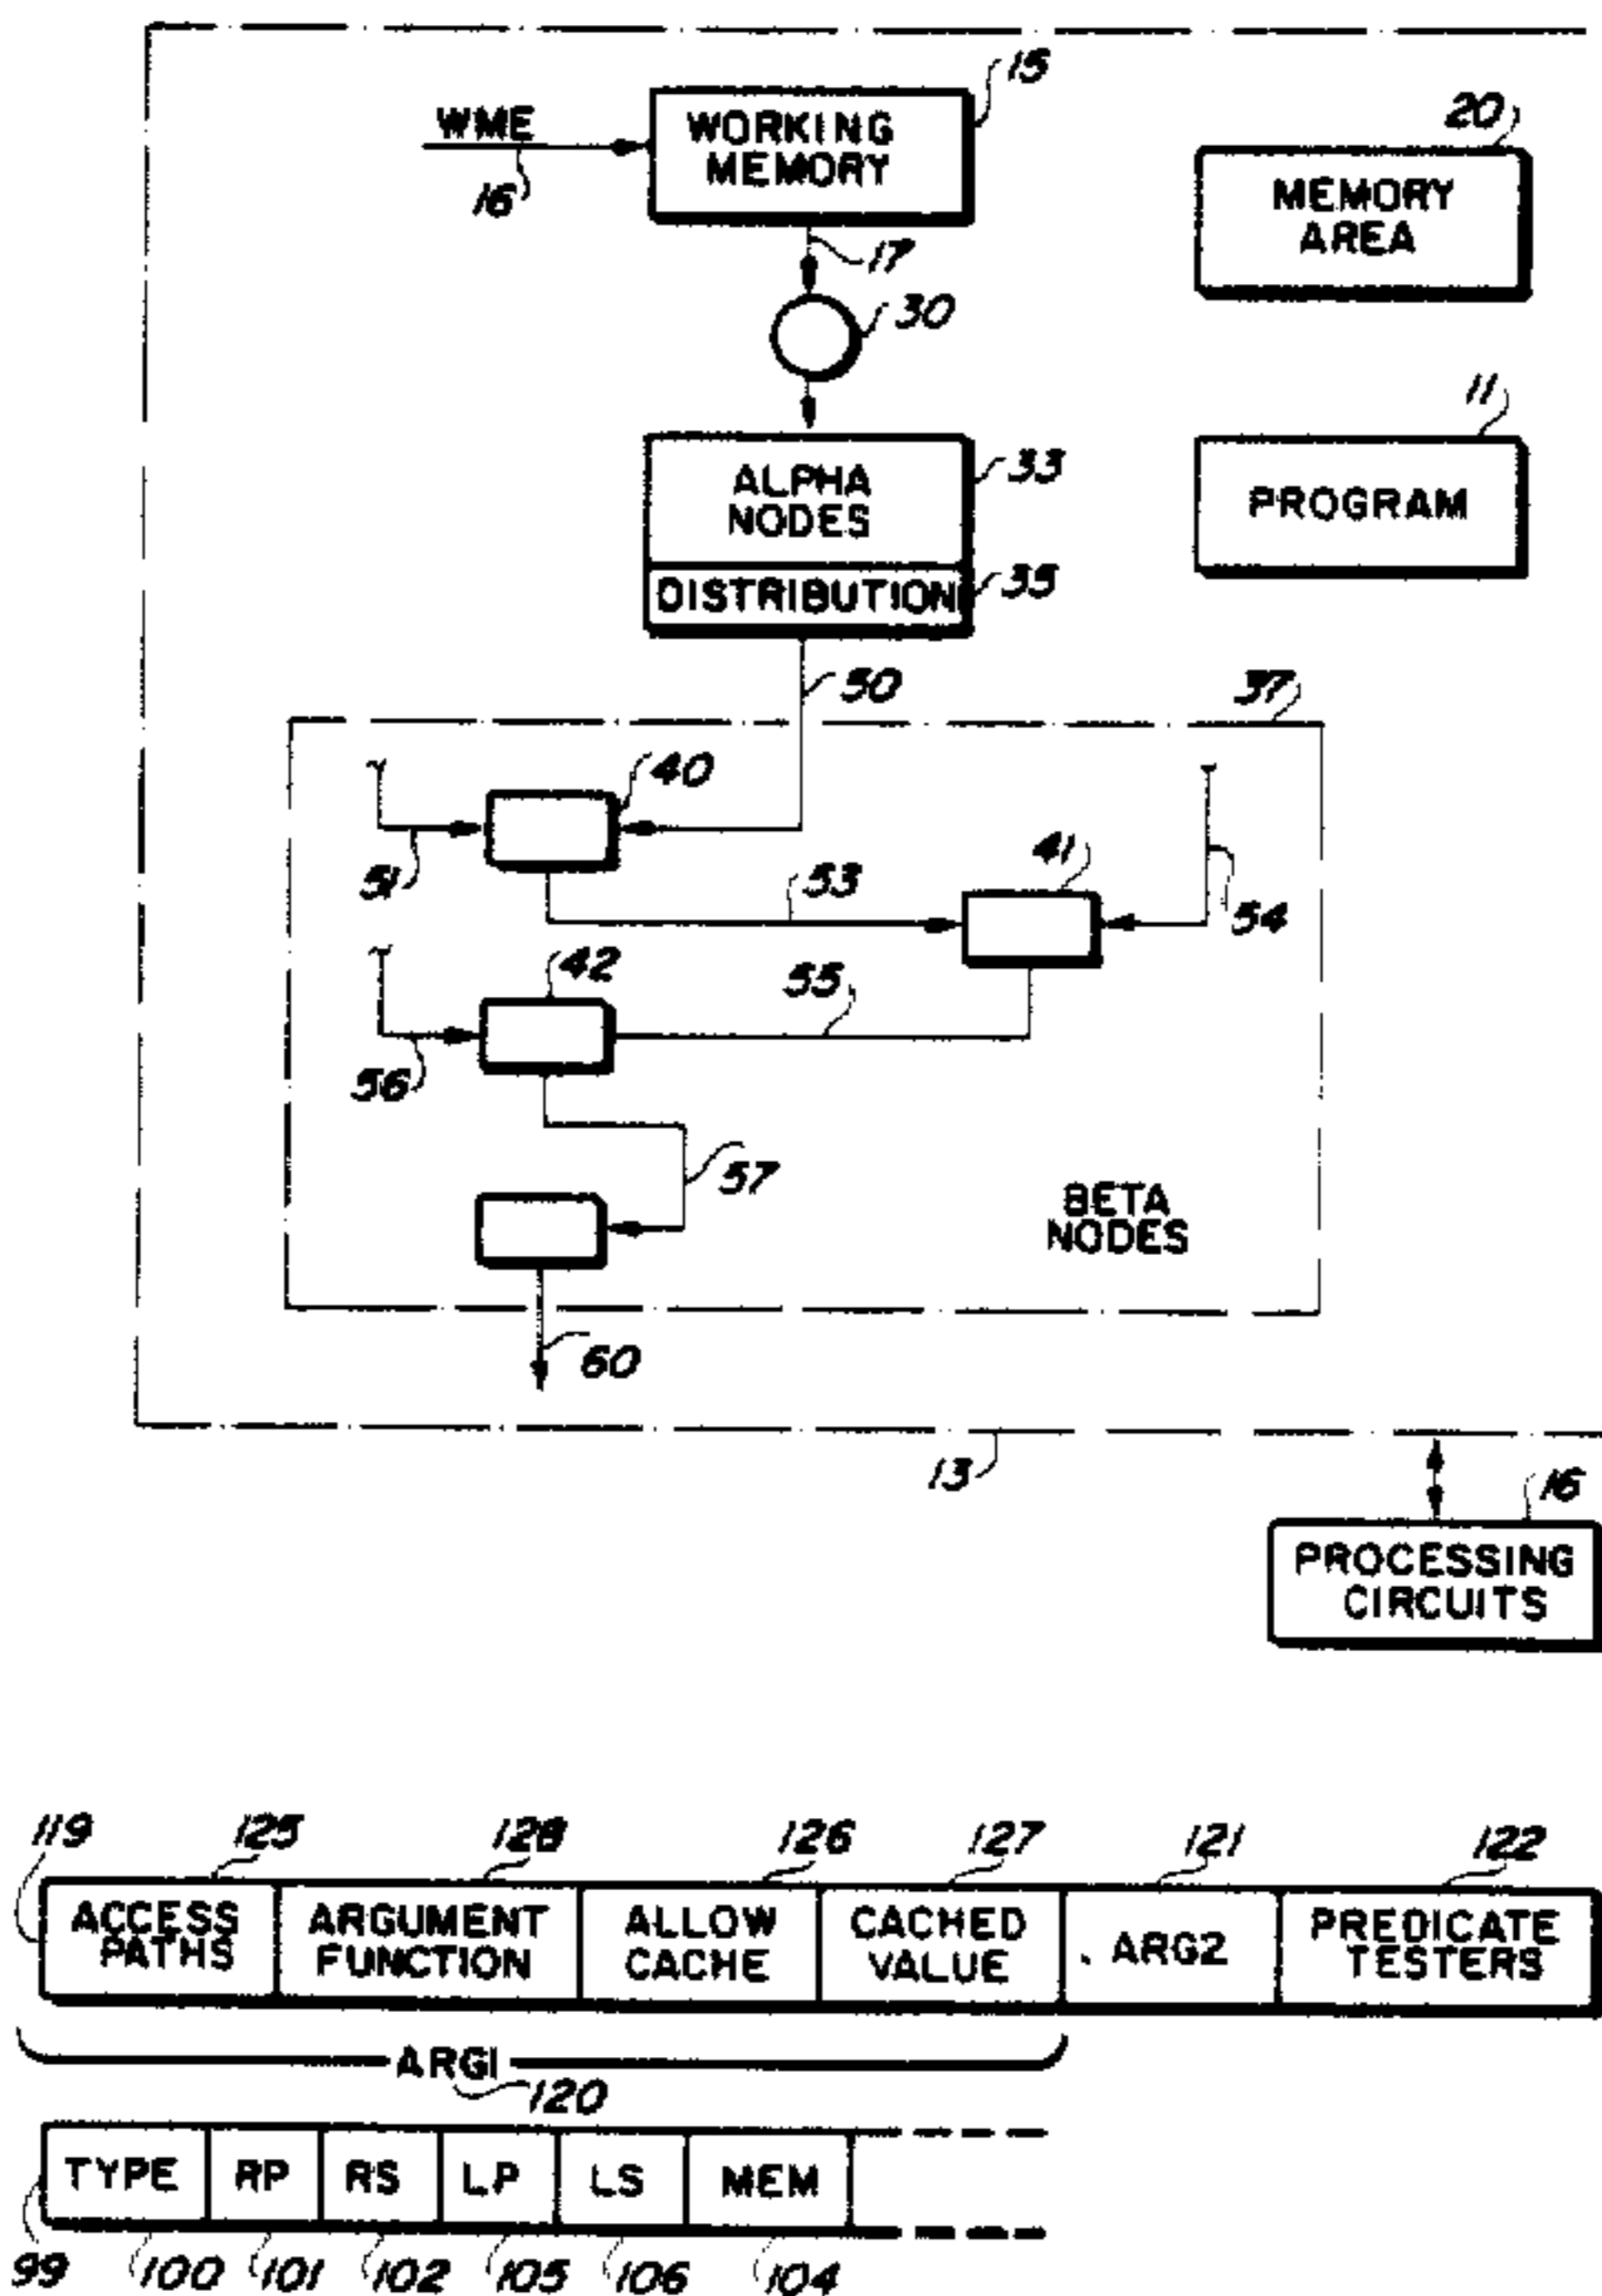 15
WME
WORKING
MEMORY
16
20
MEMORY
AREA
17
30
11
ALPHA
NODES
33
PROGRAM
DISTRIBUTION
35
50
37
40
41
51
53
54
42
55
56
57
BETA
NODES
60
13
16
PROCESSING
CIRCUITS
119 125 128 126 127 121 122
ACCESS
PATHS
ARGUMENT
FUNCTION
ALLOW
CACHE
CACHED
VALUE
ARG2
PREDICATE
TESTERS
ARG1
120
TYPE RP RS LP LS MEM
99 100 101 102 105 106 104